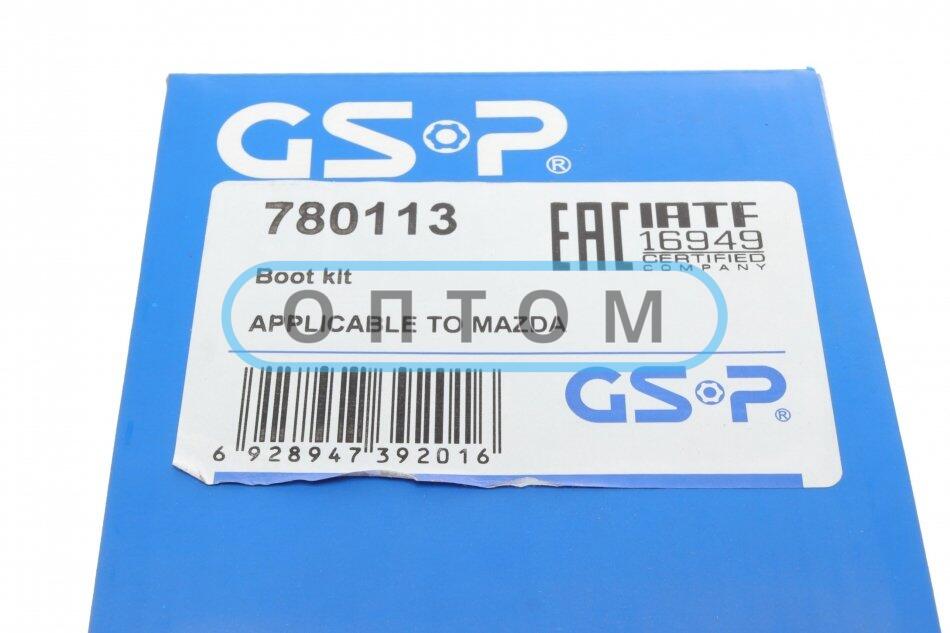 GSP®
780113
EAC IATF
16949
CERTIFIED
COMPANY
Boot kit
ОПТОМ
APPLICABLE TO MAZDA
GSP®
6 928947 392016